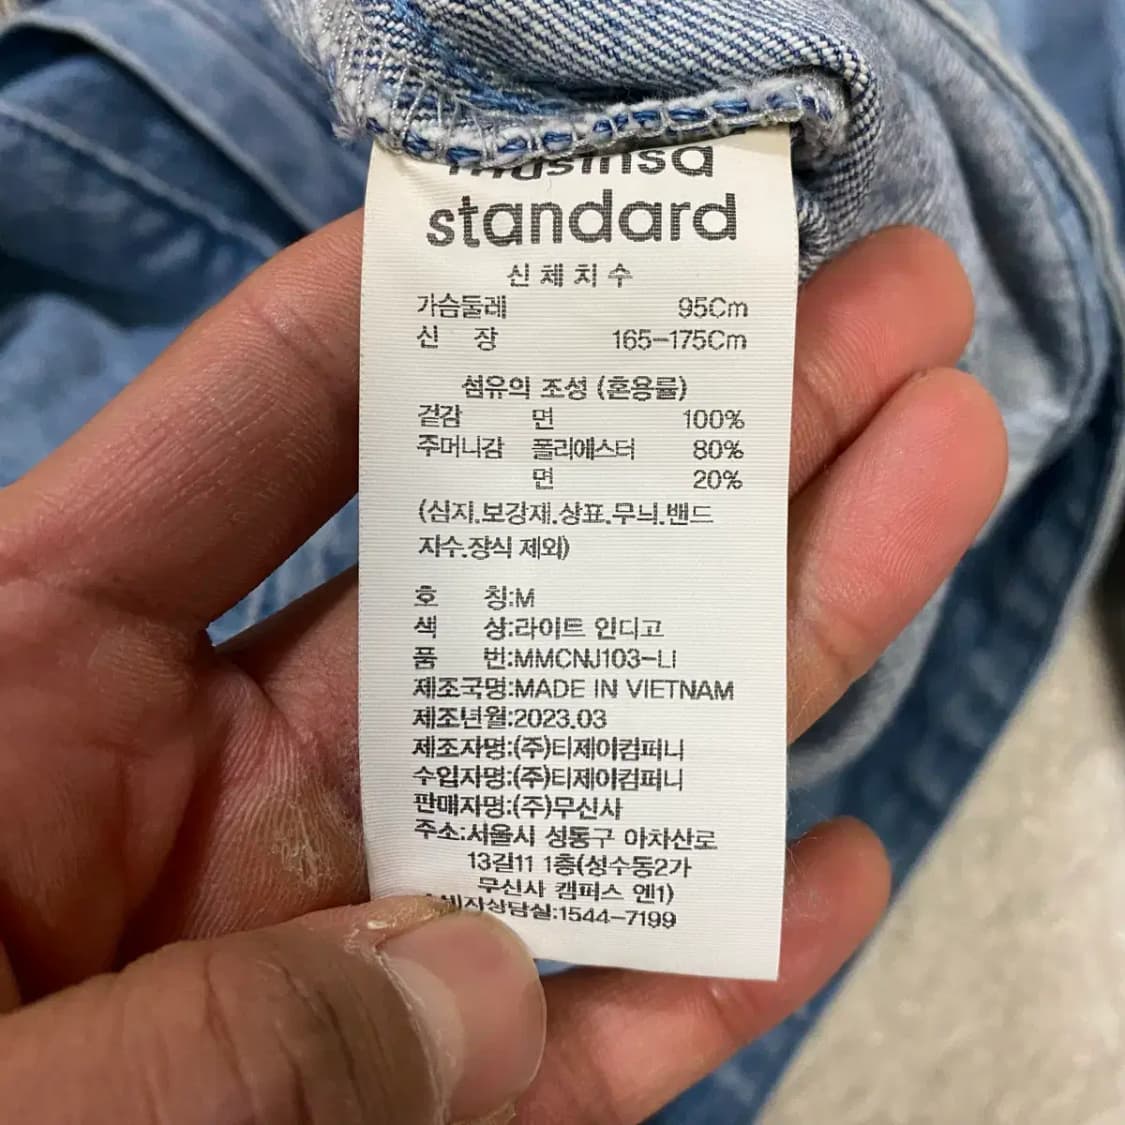 musinsa
standard
신체치수
가슴둘레 95Cm
신 장 165-175Cm
섬유의 조성 (혼용률)
겉감 면 100%
주머니감 폴리에스터 80%
면 20%
(심지.보강재.상표.무늬.밴드
자수.장식 제외)
호 칭:M
색 상:라이트 인디고
품 번:MMCNJ103-LI
제조국명:MADE IN VIETNAM
제조년월:2023.03
제조자명:(주)티제이컴퍼니
수입자명:(주)티제이컴퍼니
판매자명:(주)무신사
주소:서울시 성동구 아차산로
13길11 1층(성수동2가
무신사 캠퍼스 엔1)
소비자상담실:1544-7199